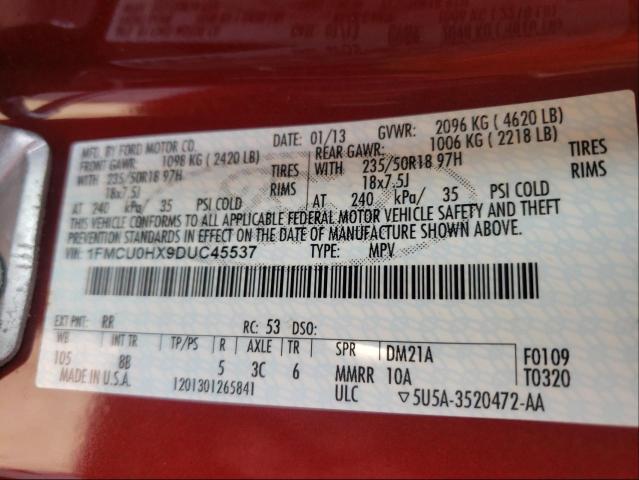 MFD. BY FORD MOTOR CO. DATE: 01/13 GVWR: 2096 KG ( 4620 LB)
FRONT GAWR: 1098 KG ( 2420 LB) REAR GAWR: 1006 KG ( 2218 LB)
WITH 235/50R18 97H TIRES WITH 235/50R18 97H TIRES
18x7.5J RIMS 18x7.5J RIMS
AT 240 kPa/ 35 PSI COLD AT 240 kPa/ 35 PSI COLD
THIS VEHICLE CONFORMS TO ALL APPLICABLE FEDERAL MOTOR VEHICLE SAFETY AND THEFT
PREVENTION STANDARDS IN EFFECT ON THE DATE OF MANUFACTURE SHOWN ABOVE.
VIN: 1FMCU0HX9DUC45537 TYPE: MPV
EXT PNT: RR RC: 53 DSO:
WB INT TR TP/PS R AXLE TR SPR DM21A F0109
105 8B 5 3C 6 MMRR 10A T0320
MADE IN U.S.A. 1201301265841 ULC ▽5U5A-3520472-AA